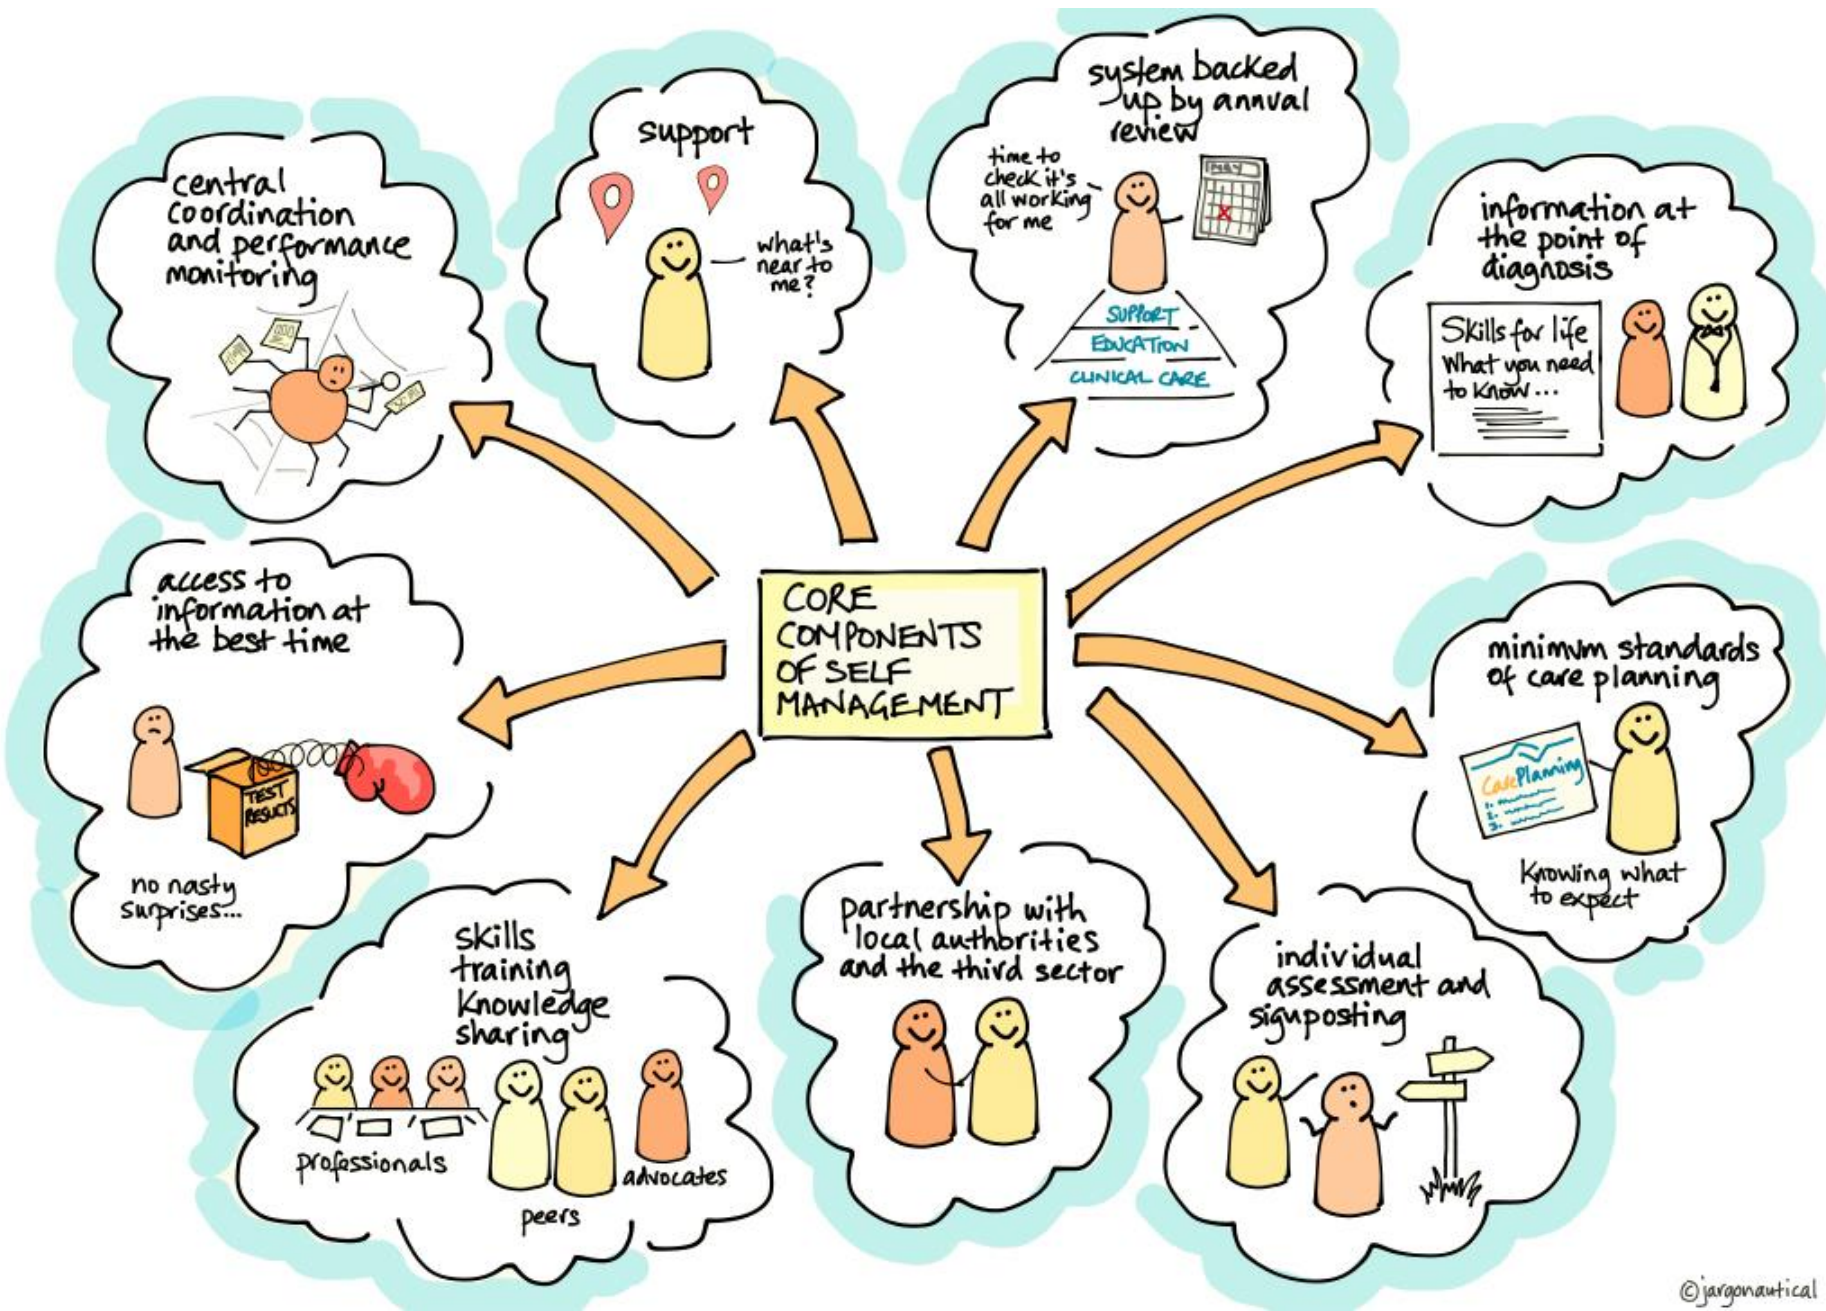 CORE
COMPONENTS
OF SELF
MANAGEMENT
central
coordination
and performance
monitoring
support
what's
near to
me?
system backed
up by annual
review
time to
check it's
all working
for me
MAY
SUPPORT
EDUCATION
CLINICAL CARE
information at
the point of
diagnosis
Skills for life
What you need
to know...
minimum standards
of care planning
Care Planning
1.
2.
3.
Knowing what
to expect
individual
assessment and
signposting
partnership with
local authorities
and the third sector
skills
training
knowledge
sharing
professionals
peers
advocates
access to
information at
the best time
TEST
RESULTS
no nasty
surprises...
©jargonautical